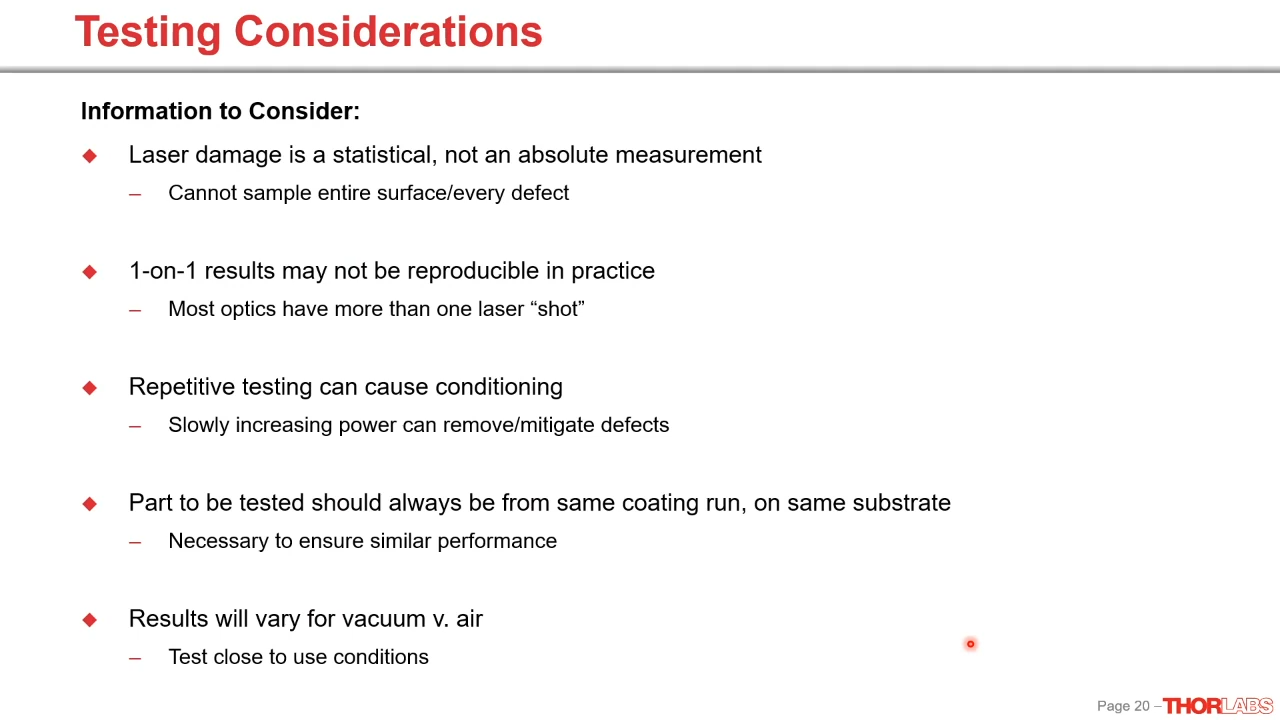 Testing Considerations
Information to Consider:
Laser damage is a statistical, not an absolute measurement
– Cannot sample entire surface/every defect
1-on-1 results may not be reproducible in practice
– Most optics have more than one laser “shot”
Repetitive testing can cause conditioning
– Slowly increasing power can remove/mitigate defects
Part to be tested should always be from same coating run, on same substrate
– Necessary to ensure similar performance
Results will vary for vacuum v. air
– Test close to use conditions
Page 20 – THORLABS